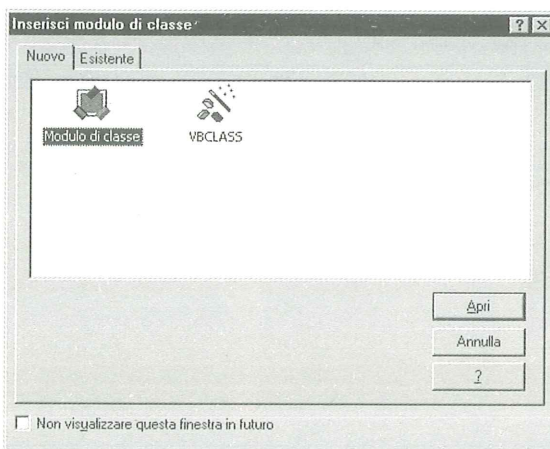 Inserisci modulo di classe
Nuovo
Esistente
Modulo di classe
VBCLASS
Apri
Annulla
?
Non visualizzare questa finestra in futuro